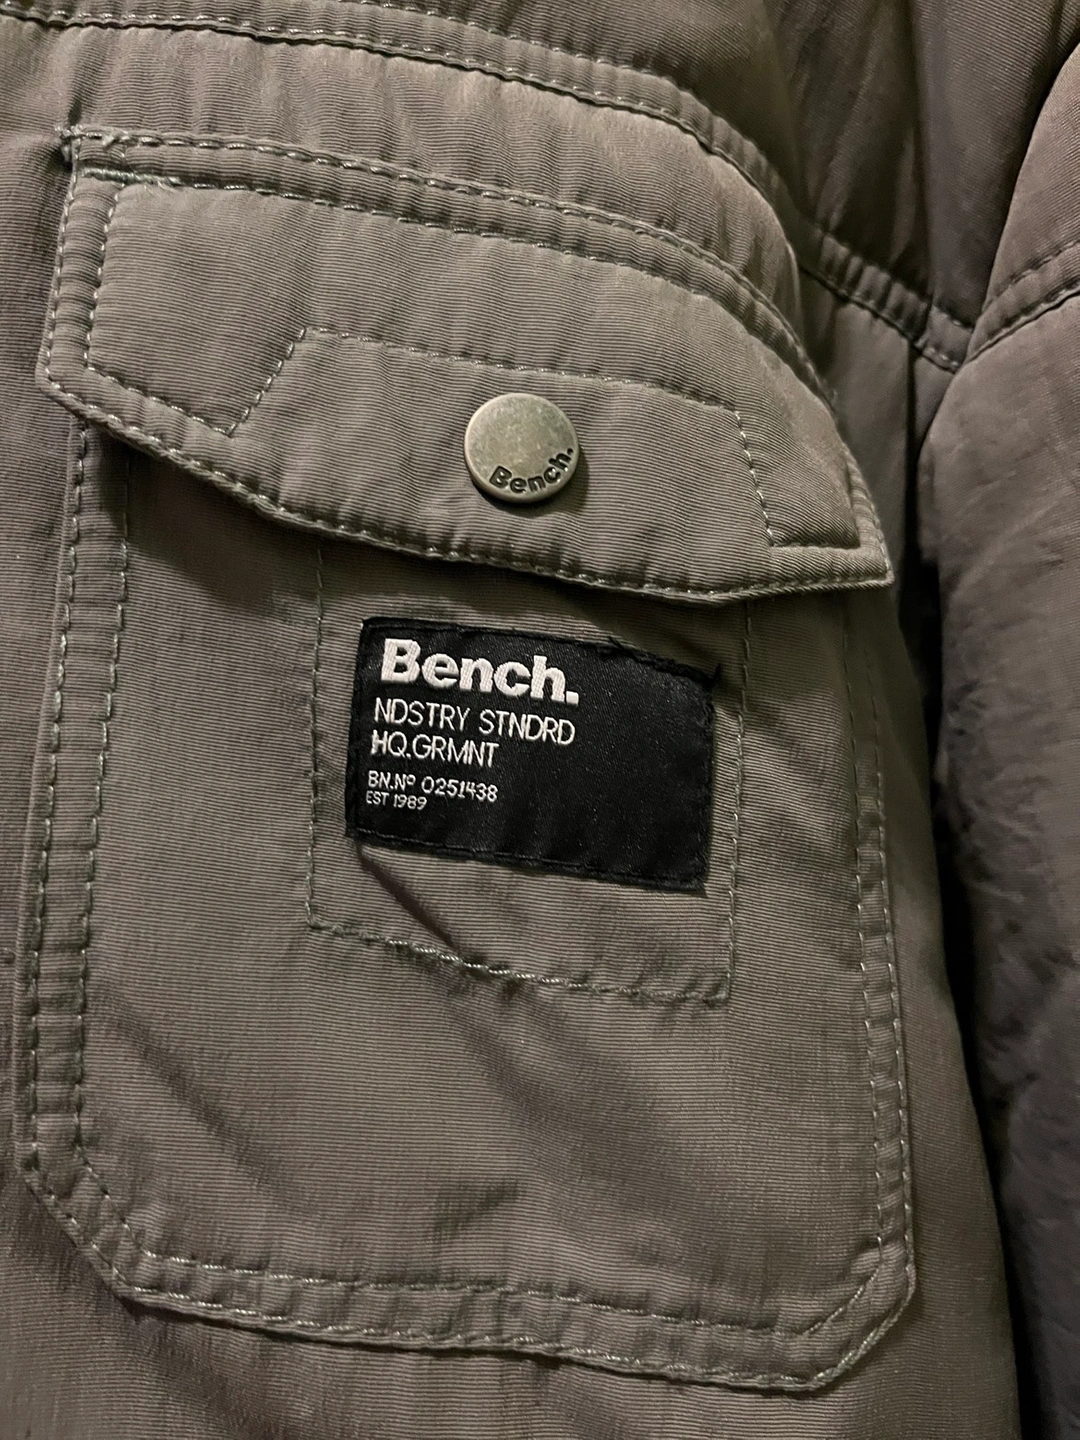 Bench.
Bench.
NDSTRY STNDRD
HQ.GRMNT
BN.Nº 0251438
EST 1989